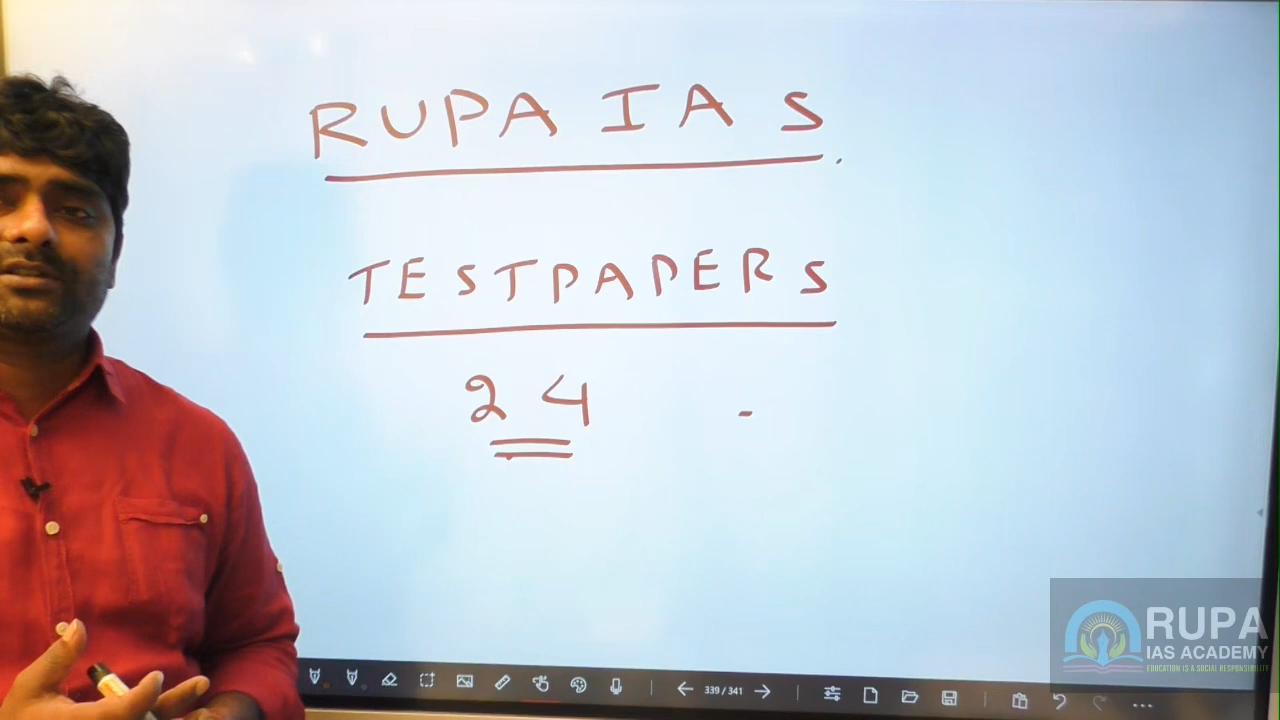 RUPA IAS
TESTPAPERS
24 -
339 / 341
RUPA
IAS ACADEMY
EDUCATION IS A SOCIAL RESPONSIBILITY